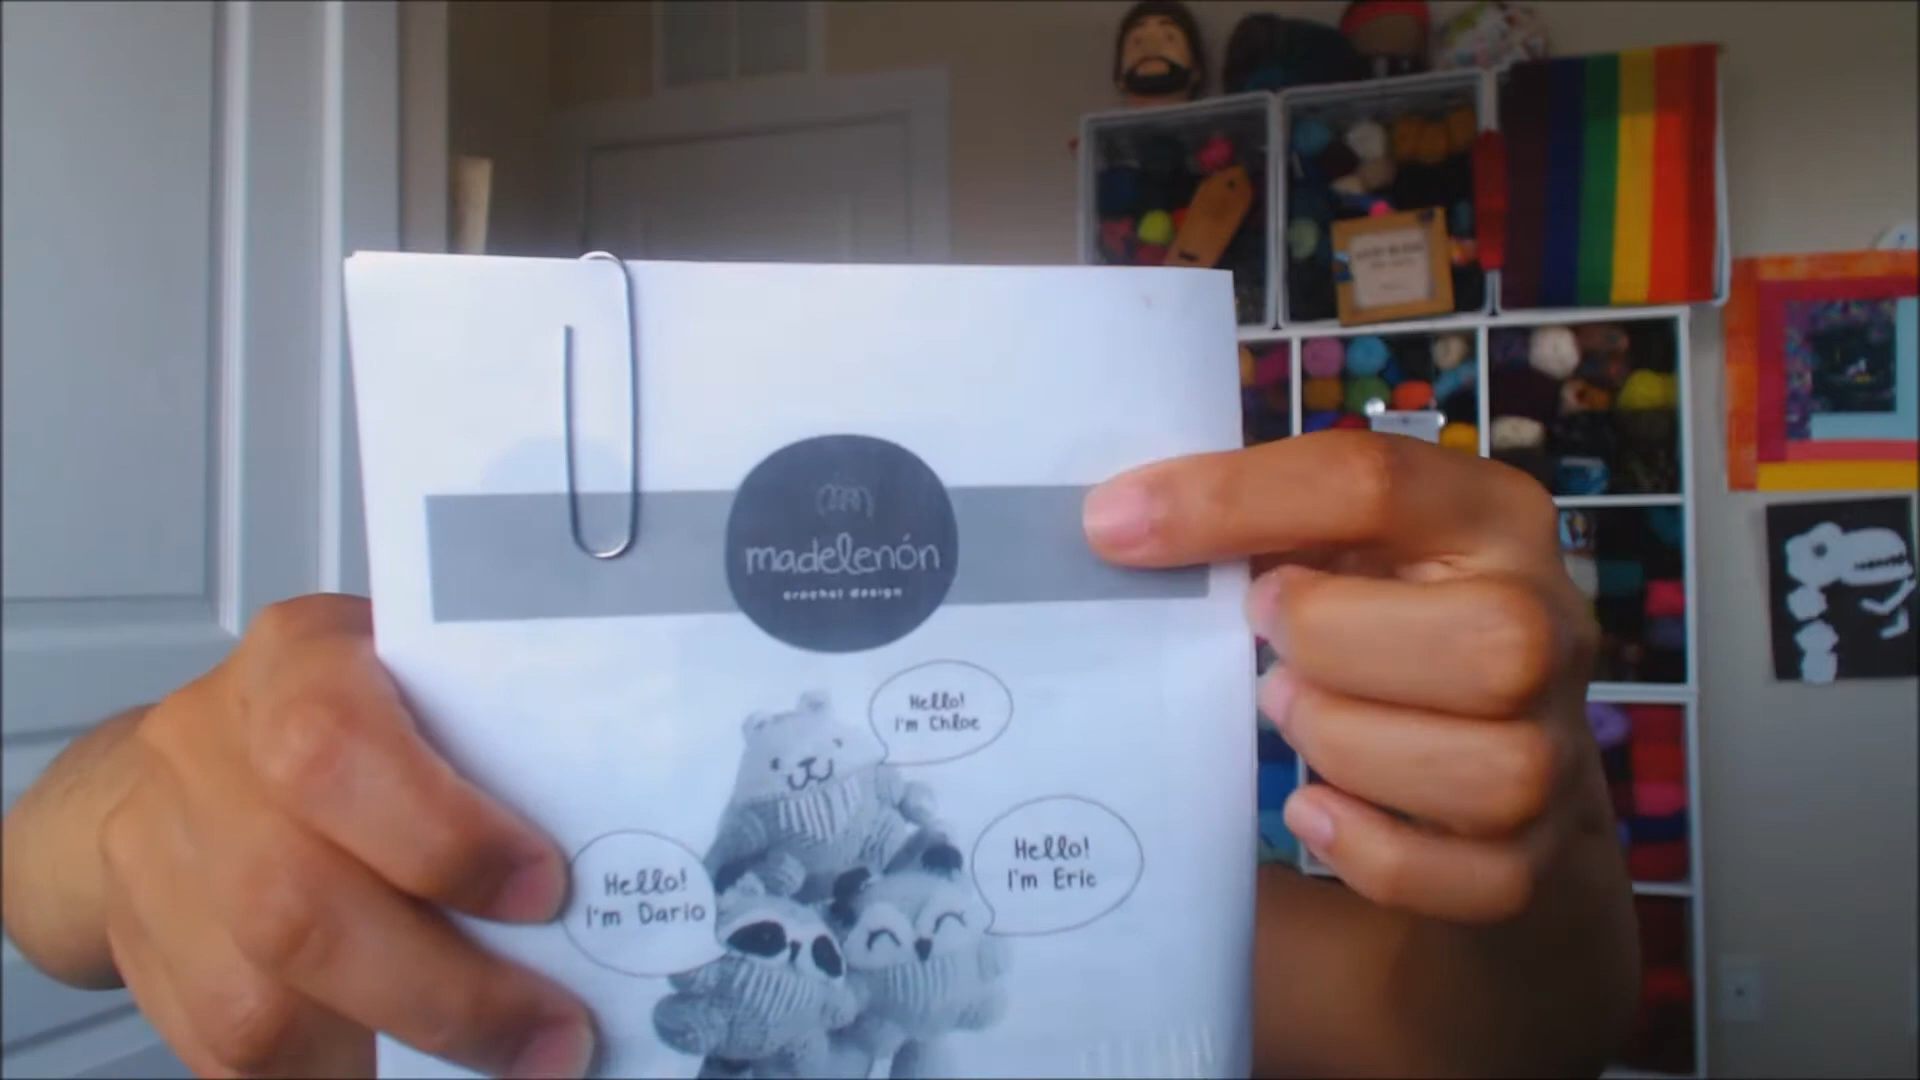 madelenón
crochet design
Hello!
I'm Chloe
Hello!
I'm Eric
Hello!
I'm Dario